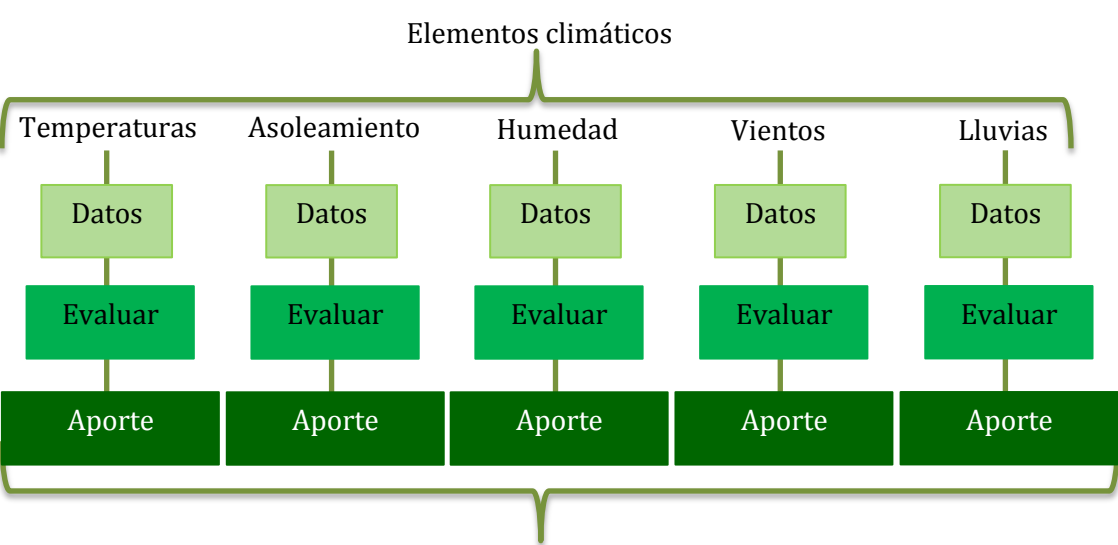 Elementos climáticos
Temperaturas Asoleamiento Humedad Vientos Lluvias
Datos Datos Datos Datos Datos
Evaluar Evaluar Evaluar Evaluar Evaluar
Aporte Aporte Aporte Aporte Aporte